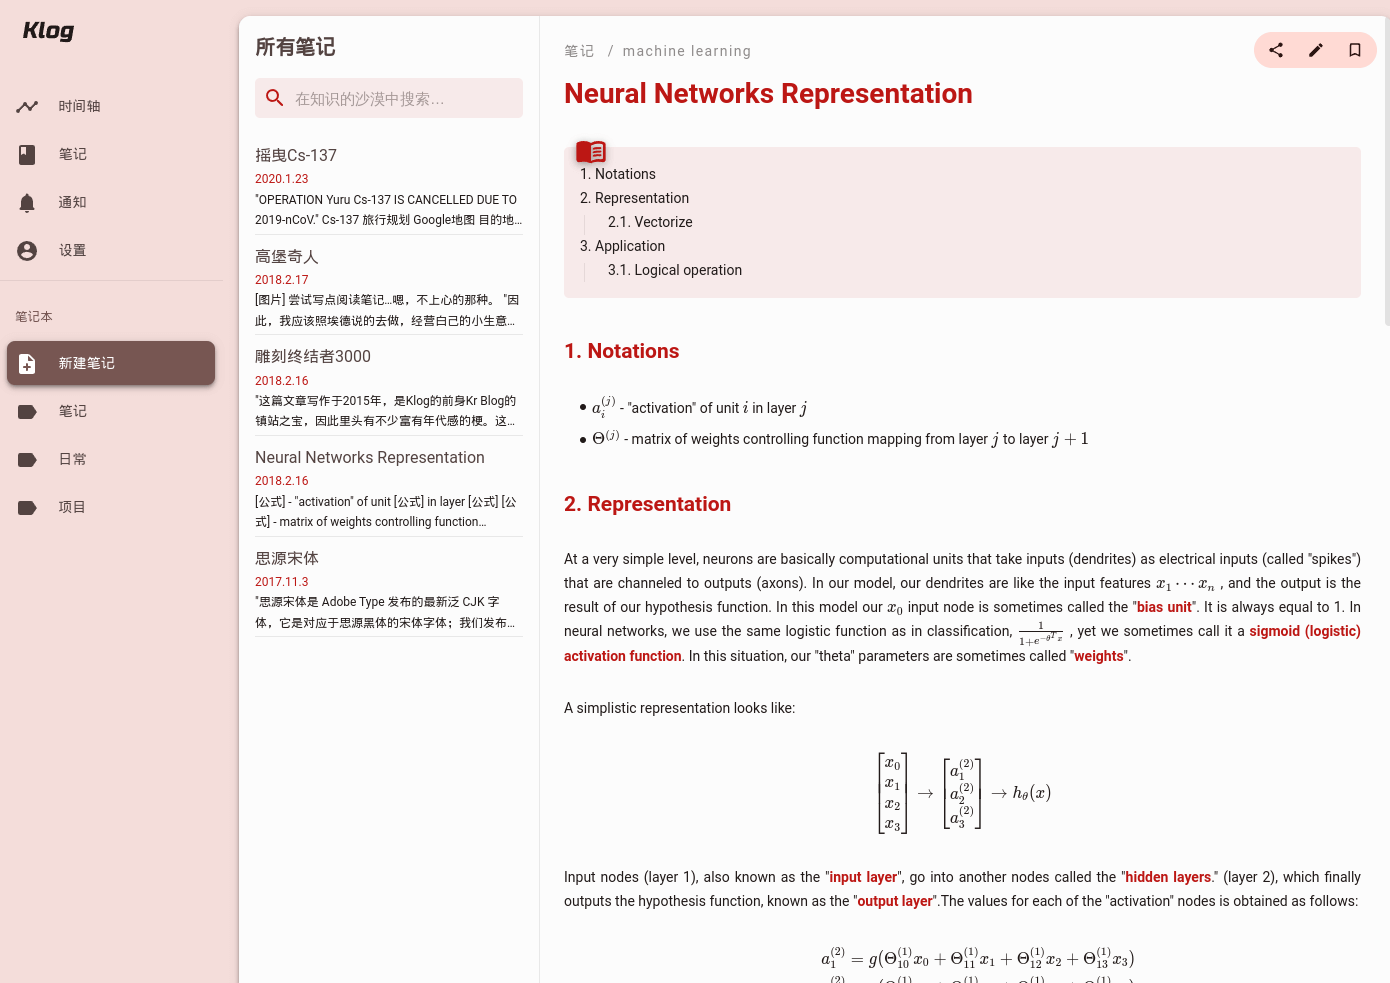 Klog
时间轴
笔记
通知
设置
笔记本
新建笔记
笔记
日常
项目
所有笔记
在知识的沙漠中搜索…
摇曳Cs-137
2020.1.23
"OPERATION Yuru Cs-137 IS CANCELLED DUE TO
2019-nCoV." Cs-137 旅行规划 Google地图 目的地…
高堡奇人
2018.2.17
[图片] 尝试写点阅读笔记…嗯，不上心的那种。 "因
此，我应该照埃德说的去做，经营白己的小生意…
雕刻终结者3000
2018.2.16
"这篇文章写作于2015年，是Klog的前身Kr Blog的
镇站之宝，因此里头有不少富有年代感的梗。这…
Neural Networks Representation
2018.2.16
[公式] - "activation" of unit [公式] in layer [公式] [公
式] - matrix of weights controlling function…
思源宋体
2017.11.3
"思源宋体是 Adobe Type 发布的最新泛 CJK 字
体，它是对应于思源黑体的宋体字体；我们发布…
笔记 / machine learning
Neural Networks Representation
1. Notations
2. Representation
2.1. Vectorize
3. Application
3.1. Logical operation
1. Notations
• a_i^{(j)} - "activation" of unit i in layer j
• Θ^{(j)} - matrix of weights controlling function mapping from layer j to layer j + 1
2. Representation
At a very simple level, neurons are basically computational units that take inputs (dendrites) as electrical inputs (called "spikes")
that are channeled to outputs (axons). In our model, our dendrites are like the input features x_1 ⋯ x_n , and the output is the
result of our hypothesis function. In this model our x_0 input node is sometimes called the "bias unit". It is always equal to 1. In
neural networks, we use the same logistic function as in classification, \frac{1}{1+e^{-θ^T x}} , yet we sometimes call it a sigmoid (logistic)
activation function. In this situation, our "theta" parameters are sometimes called "weights".
A simplistic representation looks like:
[x_0 x_1 x_2 x_3] → [a_1^{(2)} a_2^{(2)} a_3^{(2)}] → h_θ(x)
Input nodes (layer 1), also known as the "input layer", go into another nodes called the "hidden layers." (layer 2), which finally
outputs the hypothesis function, known as the "output layer".The values for each of the "activation" nodes is obtained as follows:
a_1^{(2)} = g(Θ_{10}^{(1)}x_0 + Θ_{11}^{(1)}x_1 + Θ_{12}^{(1)}x_2 + Θ_{13}^{(1)}x_3)